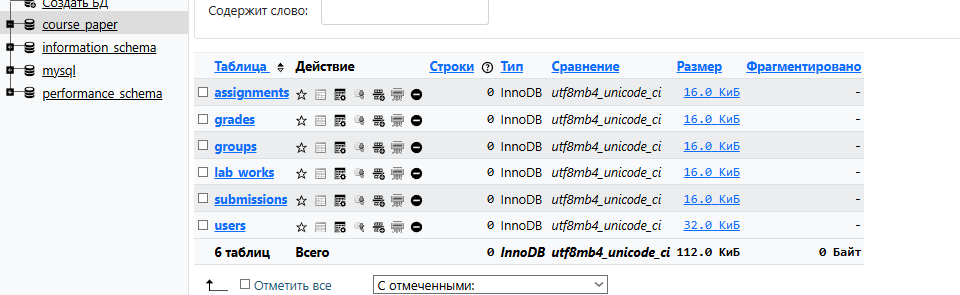 Создать БД
Содержит слово:
course_paper
information_schema
mysql
performance_schema
Таблица Действие Строки Тип Сравнение Размер Фрагментировано
assignments 0 InnoDB utf8mb4_unicode_ci 16.0 КиБ -
grades 0 InnoDB utf8mb4_unicode_ci 16.0 КиБ -
groups 0 InnoDB utf8mb4_unicode_ci 16.0 КиБ -
lab_works 0 InnoDB utf8mb4_unicode_ci 16.0 КиБ -
submissions 0 InnoDB utf8mb4_unicode_ci 16.0 КиБ -
users 0 InnoDB utf8mb4_unicode_ci 32.0 КиБ -
6 таблиц Всего 0 InnoDB utf8mb4_unicode_ci 112.0 КиБ 0 Байт
Отметить все С отмеченными: